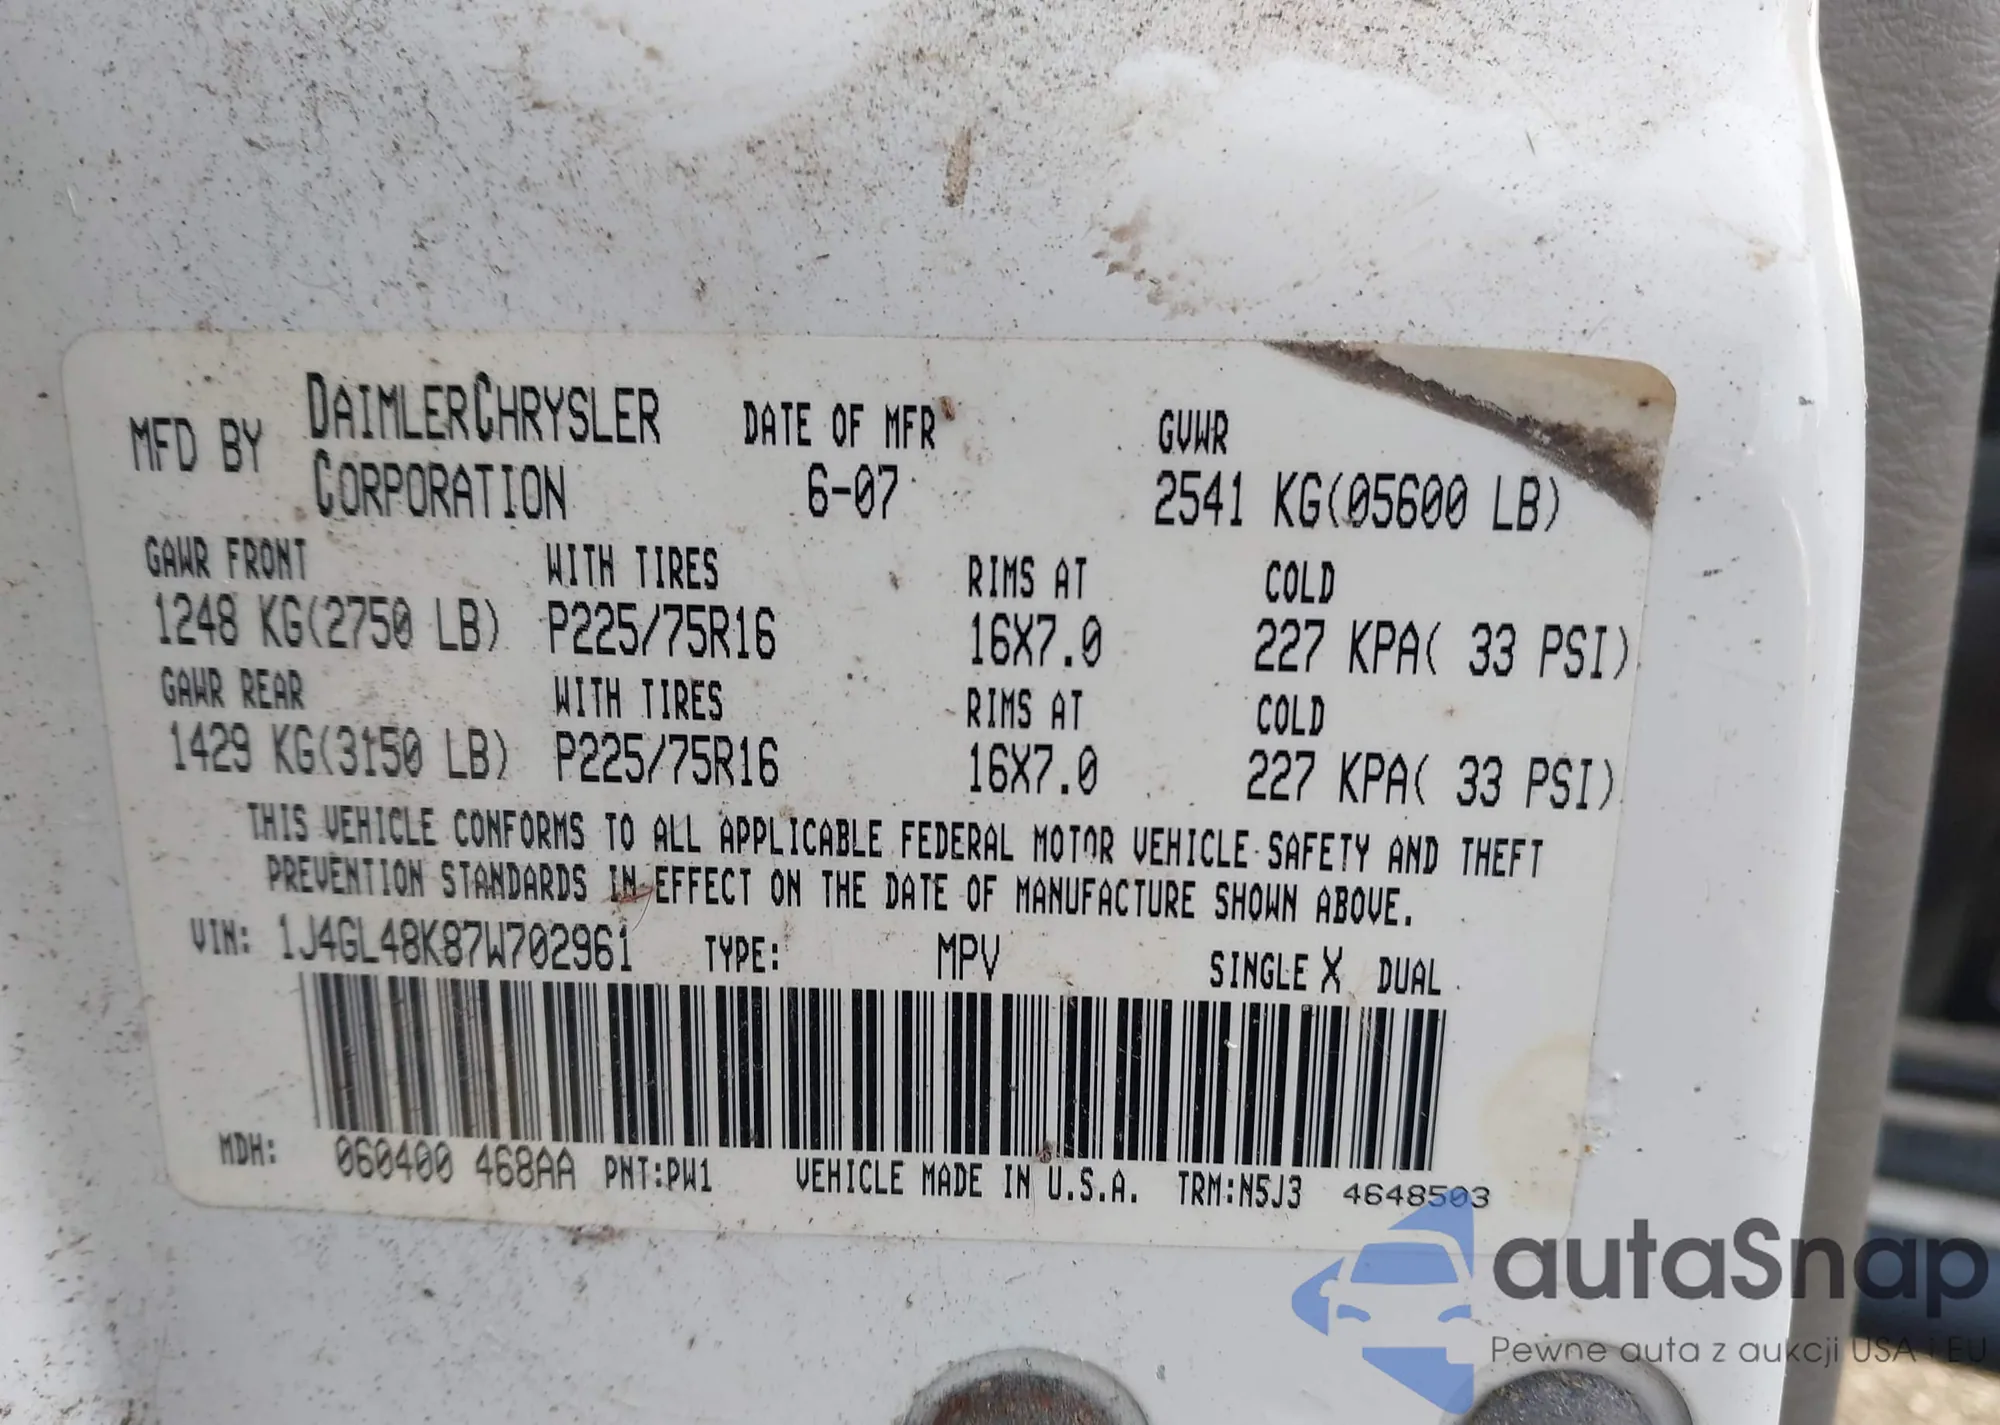 MFD BY DAIMLERCHRYSLER CORPORATION DATE OF MFR GVWR
6-07 2541 KG(05600 LB)
GAWR FRONT WITH TIRES RIMS AT COLD
1248 KG(2750 LB) P225/75R16 16X7.0 227 KPA( 33 PSI)
GAWR REAR WITH TIRES RIMS AT COLD
1429 KG(3150 LB) P225/75R16 16X7.0 227 KPA( 33 PSI)
THIS VEHICLE CONFORMS TO ALL APPLICABLE FEDERAL MOTOR VEHICLE SAFETY AND THEFT
PREVENTION STANDARDS IN EFFECT ON THE DATE OF MANUFACTURE SHOWN ABOVE.
VIN: 1J4GL48K87W702961 TYPE: MPV SINGLE X DUAL
MDH: 060400 468AA PNT:PW1 VEHICLE MADE IN U.S.A. TRM:N5J3 4648503
autaSnap
Pewne auta z aukcji USA i EU